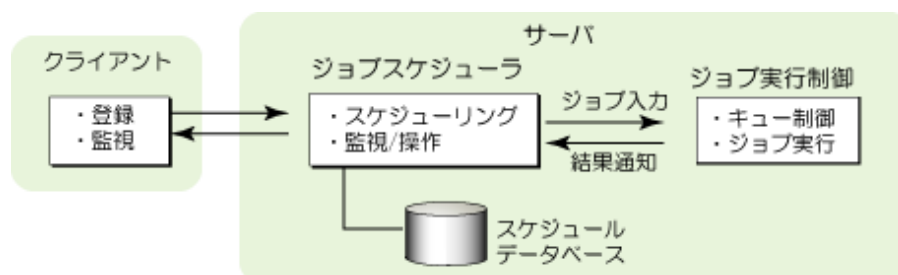 サーバ
クライアント
・登録
・監視
ジョブスケジューラ
・スケジューリング
・監視/操作
ジョブ入力
結果通知
ジョブ実行制御
・キュー制御
・ジョブ実行
スケジュール
データベース